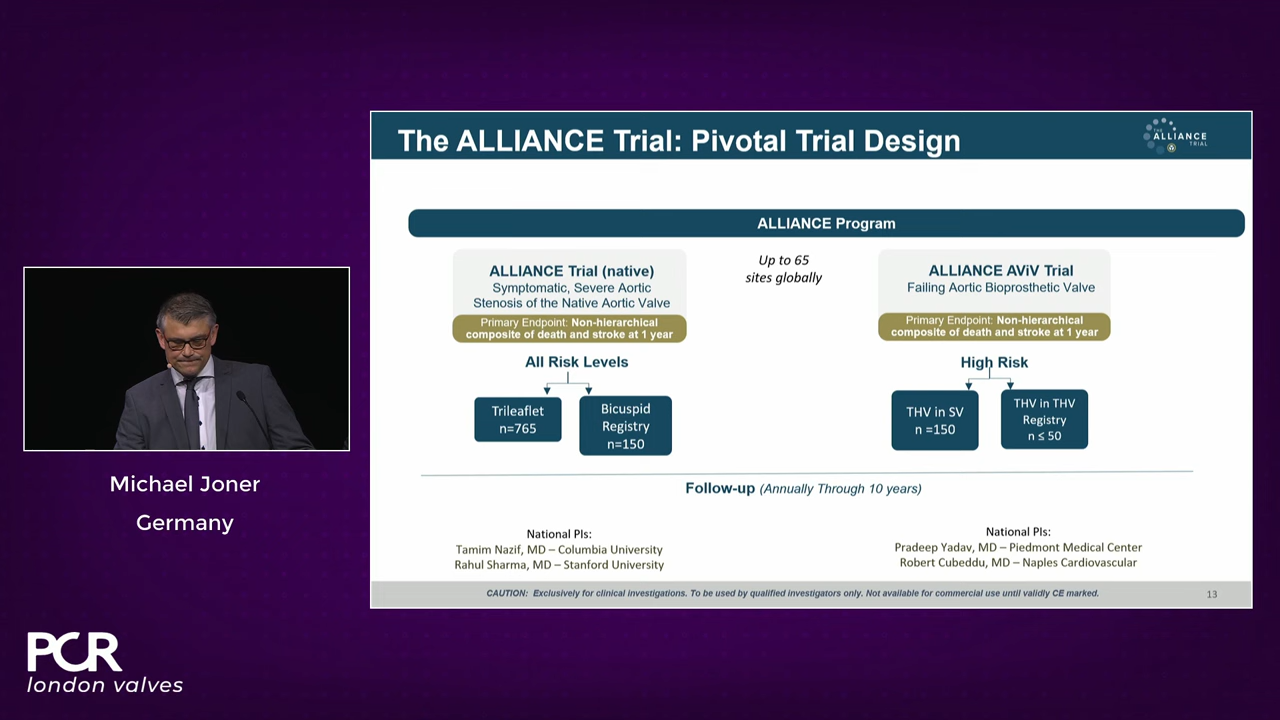 The ALLIANCE Trial: Pivotal Trial Design
THE
ALLIANCE
TRIAL
ALLIANCE Program
ALLIANCE Trial (native)
Symptomatic, Severe Aortic
Stenosis of the Native Aortic Valve
Primary Endpoint: Non-hierarchical
composite of death and stroke at 1 year
All Risk Levels
Trileaflet
n=765
Bicuspid
Registry
n=150
Up to 65
sites globally
ALLIANCE AViV Trial
Failing Aortic Bioprosthetic Valve
Primary Endpoint: Non-hierarchical
composite of death and stroke at 1 year
High Risk
THV in SV
n =150
THV in THV
Registry
n ≤ 50
Follow-up (Annually Through 10 years)
National PIs:
Tamim Nazif, MD – Columbia University
Rahul Sharma, MD – Stanford University
National PIs:
Pradeep Yadav, MD – Piedmont Medical Center
Robert Cubeddu, MD – Naples Cardiovascular
CAUTION: Exclusively for clinical investigations. To be used by qualified investigators only. Not available for commercial use until validly CE marked.
13
Michael Joner
Germany
PCR
london valves